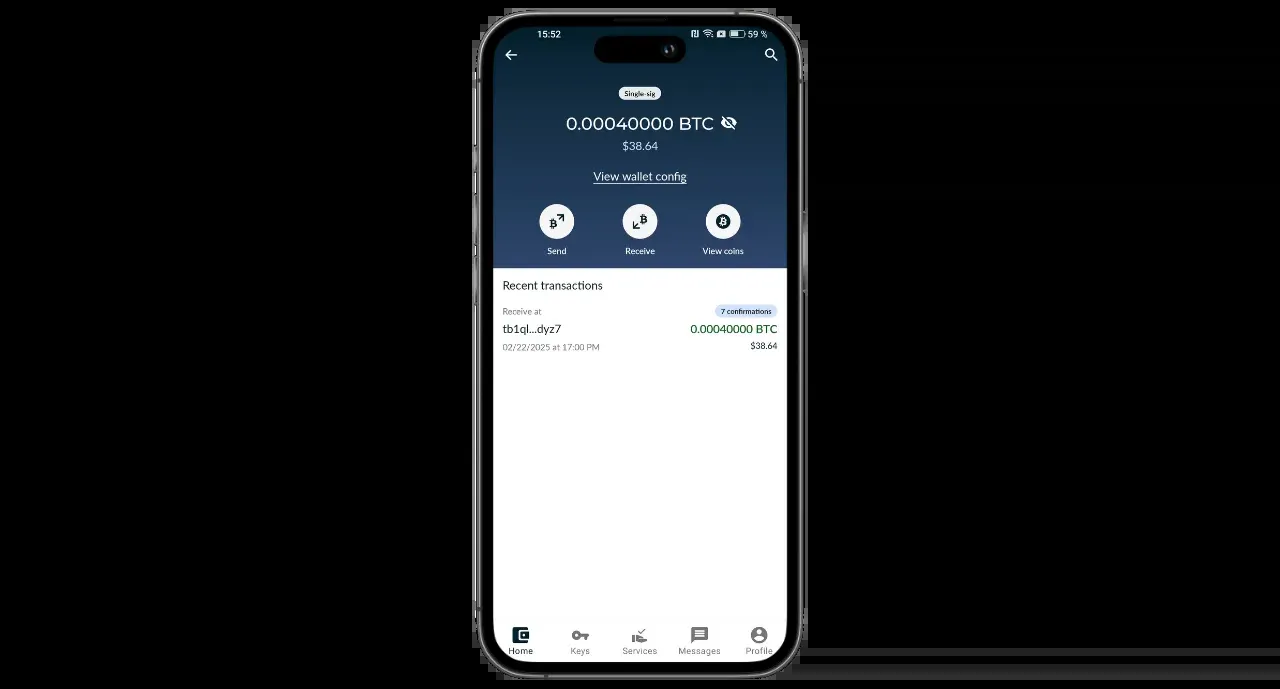 15:52 59 %
Single-sig
0.00040000 BTC
$38.64
View wallet config
Send Receive View coins
Recent transactions
Receive at 7 confirmations
tb1ql...dyz7 0.00040000 BTC
02/22/2025 at 17:00 PM $38.64
Home Keys Services Messages Profile